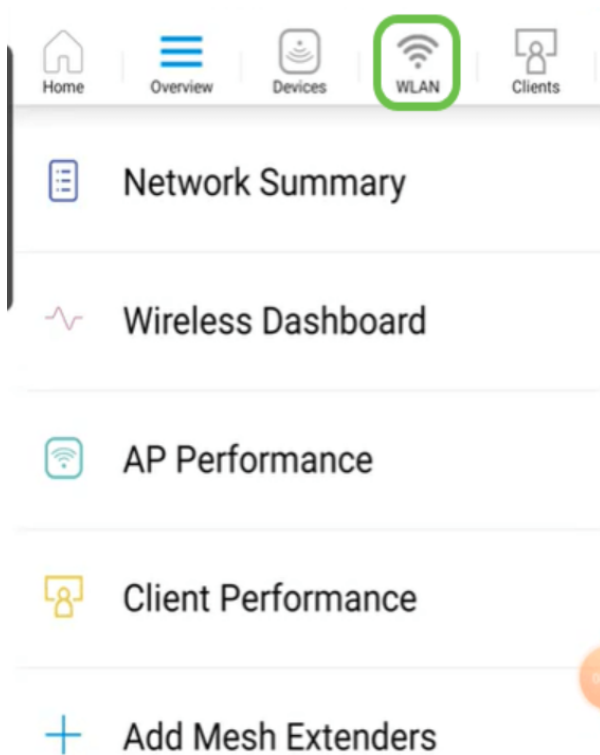 Home Overview Devices WLAN Clients
Network Summary
Wireless Dashboard
AP Performance
Client Performance
Add Mesh Extenders